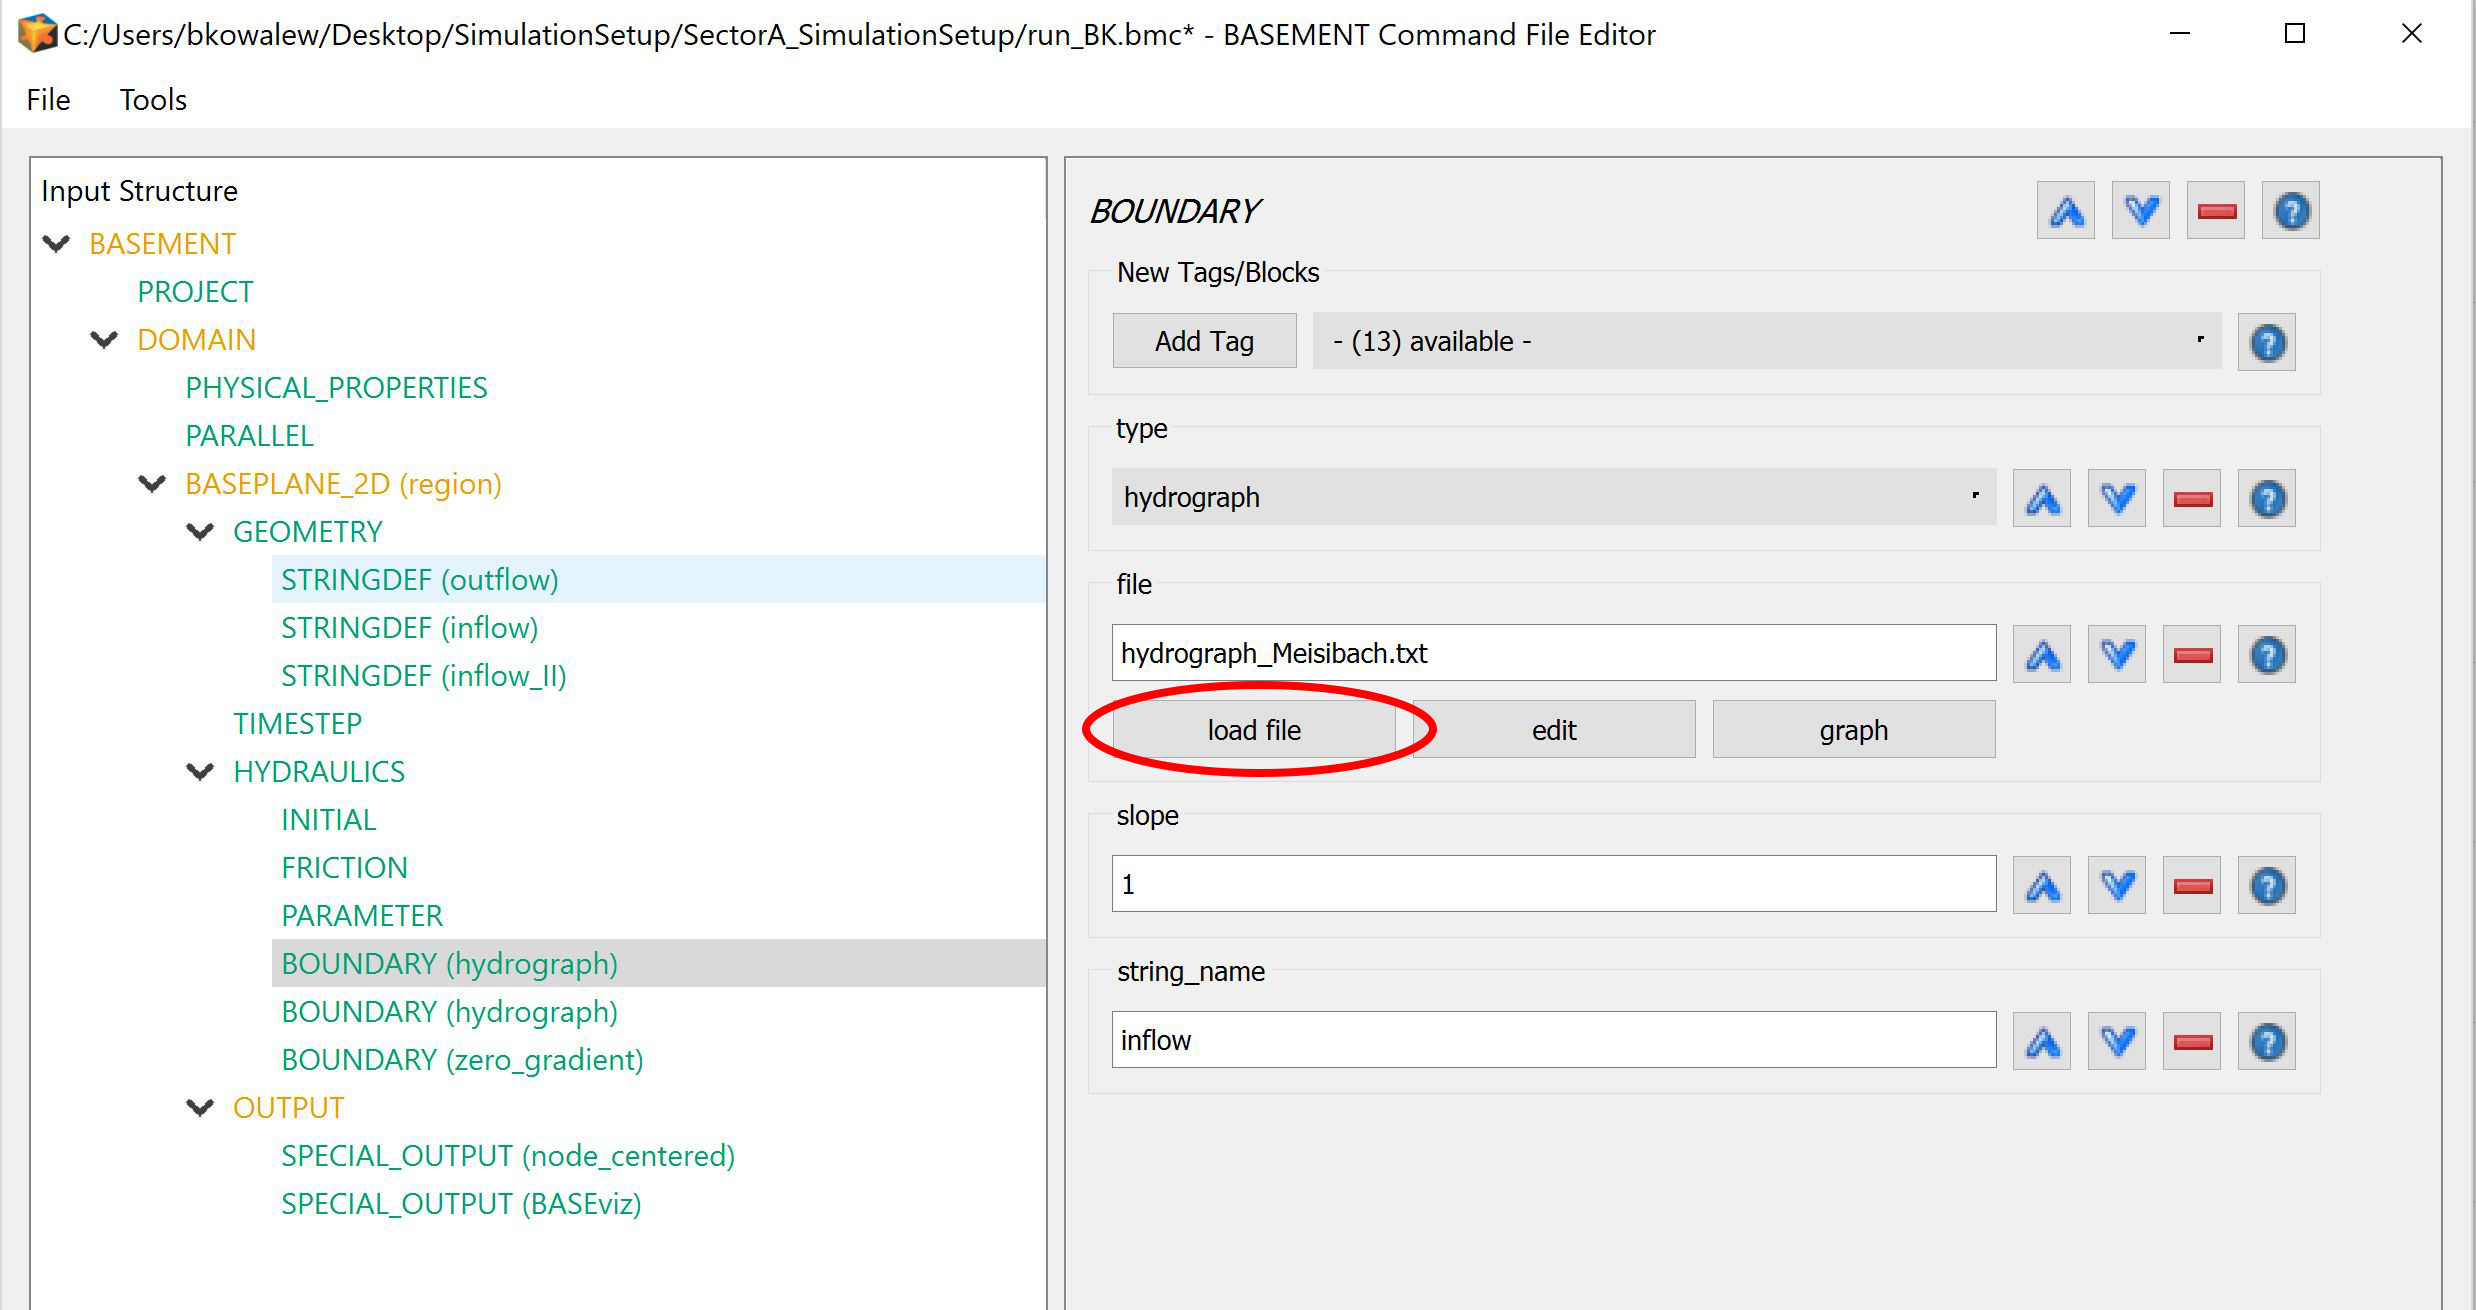 C:/Users/bkowalew/Desktop/SimulationSetup/SectorA_SimulationSetup/run_BK.bmc* - BASEMENT Command File Editor
File Tools
Input Structure
BASEMENT
PROJECT
DOMAIN
PHYSICAL_PROPERTIES
PARALLEL
BASEPLANE_2D (region)
GEOMETRY
STRINGDEF (outflow)
STRINGDEF (inflow)
STRINGDEF (inflow_II)
TIMESTEP
HYDRAULICS
INITIAL
FRICTION
PARAMETER
BOUNDARY (hydrograph)
BOUNDARY (hydrograph)
BOUNDARY (zero_gradient)
OUTPUT
SPECIAL_OUTPUT (node_centered)
SPECIAL_OUTPUT (BASEviz)
BOUNDARY
New Tags/Blocks
Add Tag - (13) available -
type
hydrograph
file
hydrograph_Meisibach.txt
load file edit graph
slope
1
string_name
inflow